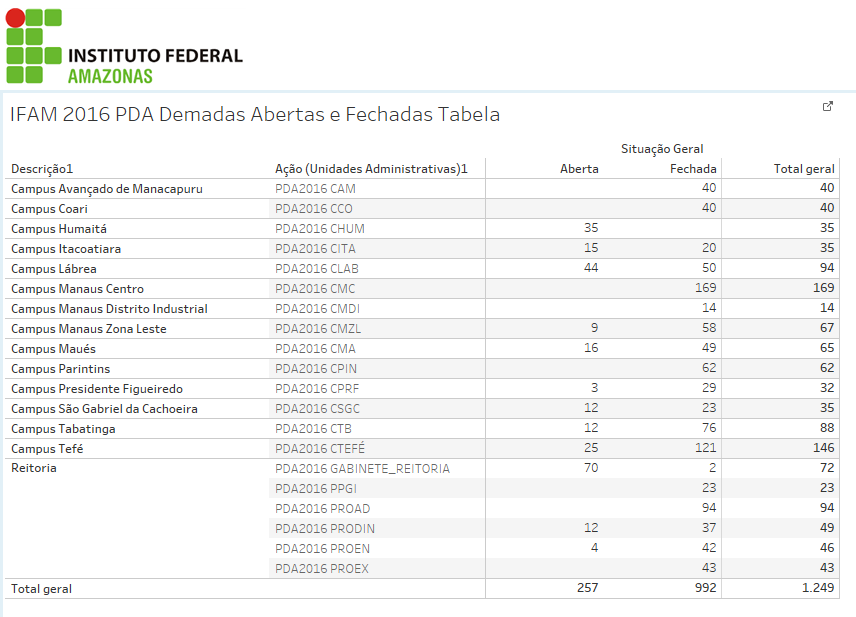 INSTITUTO FEDERAL
AMAZONAS
IFAM 2016 PDA Demadas Abertas e Fechadas Tabela
Situação Geral
Descrição1 Ação (Unidades Administrativas)1 Aberta Fechada Total geral
Campus Avançado de Manacapuru PDA2016 CAM 40 40
Campus Coari PDA2016 CCO 40 40
Campus Humaitá PDA2016 CHUM 35 35
Campus Itacoatiara PDA2016 CITA 15 20 35
Campus Lábrea PDA2016 CLAB 44 50 94
Campus Manaus Centro PDA2016 CMC 169 169
Campus Manaus Distrito Industrial PDA2016 CMDI 14 14
Campus Manaus Zona Leste PDA2016 CMZL 9 58 67
Campus Maués PDA2016 CMA 16 49 65
Campus Parintins PDA2016 CPIN 62 62
Campus Presidente Figueiredo PDA2016 CPRF 3 29 32
Campus São Gabriel da Cachoeira PDA2016 CSGC 12 23 35
Campus Tabatinga PDA2016 CTB 12 76 88
Campus Tefé PDA2016 CTEFÉ 25 121 146
Reitoria PDA2016 GABINETE_REITORIA 70 2 72
PDA2016 PPGI 23 23
PDA2016 PROAD 94 94
PDA2016 PRODIN 12 37 49
PDA2016 PROEN 4 42 46
PDA2016 PROEX 43 43
Total geral 257 992 1.249